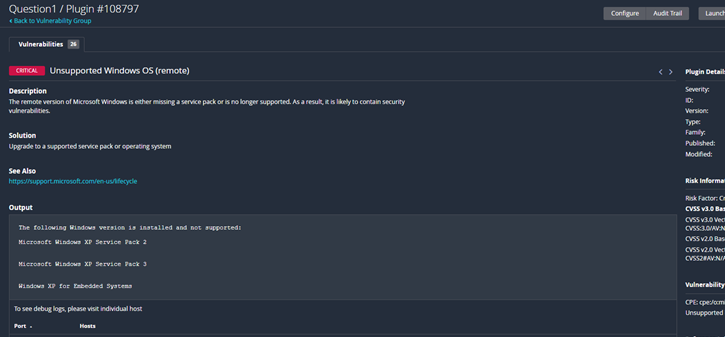 Question1 / Plugin #108797
Back to Vulnerability Group
Configure
Audit Trail
Launch
Vulnerabilities 26
CRITICAL
Unsupported Windows OS (remote)
Description
The remote version of Microsoft Windows is either missing a service pack or is no longer supported. As a result, it is likely to contain security
vulnerabilities.
Solution
Upgrade to a supported service pack or operating system
See Also
https://support.microsoft.com/en-us/lifecycle
Output
The following Windows version is installed and not supported:
Microsoft Windows XP Service Pack 2
Microsoft Windows XP Service Pack 3
Windows XP for Embedded Systems
To see debug logs, please visit individual host
Port
Hosts
Plugin Details
Severity:
ID:
Version:
Type:
Family:
Published:
Modified:
Risk Informa
Risk Factor: C
CVSS v3.0 Bas
CVSS v3.0 Vec
CVSS:3.0/AV:N
CVSS v2.0 Bas
CVSS v2.0 Vec
CVSS2#AV:N/A
Vulnerability
CPE: cpe:/o:mi
Unsupported